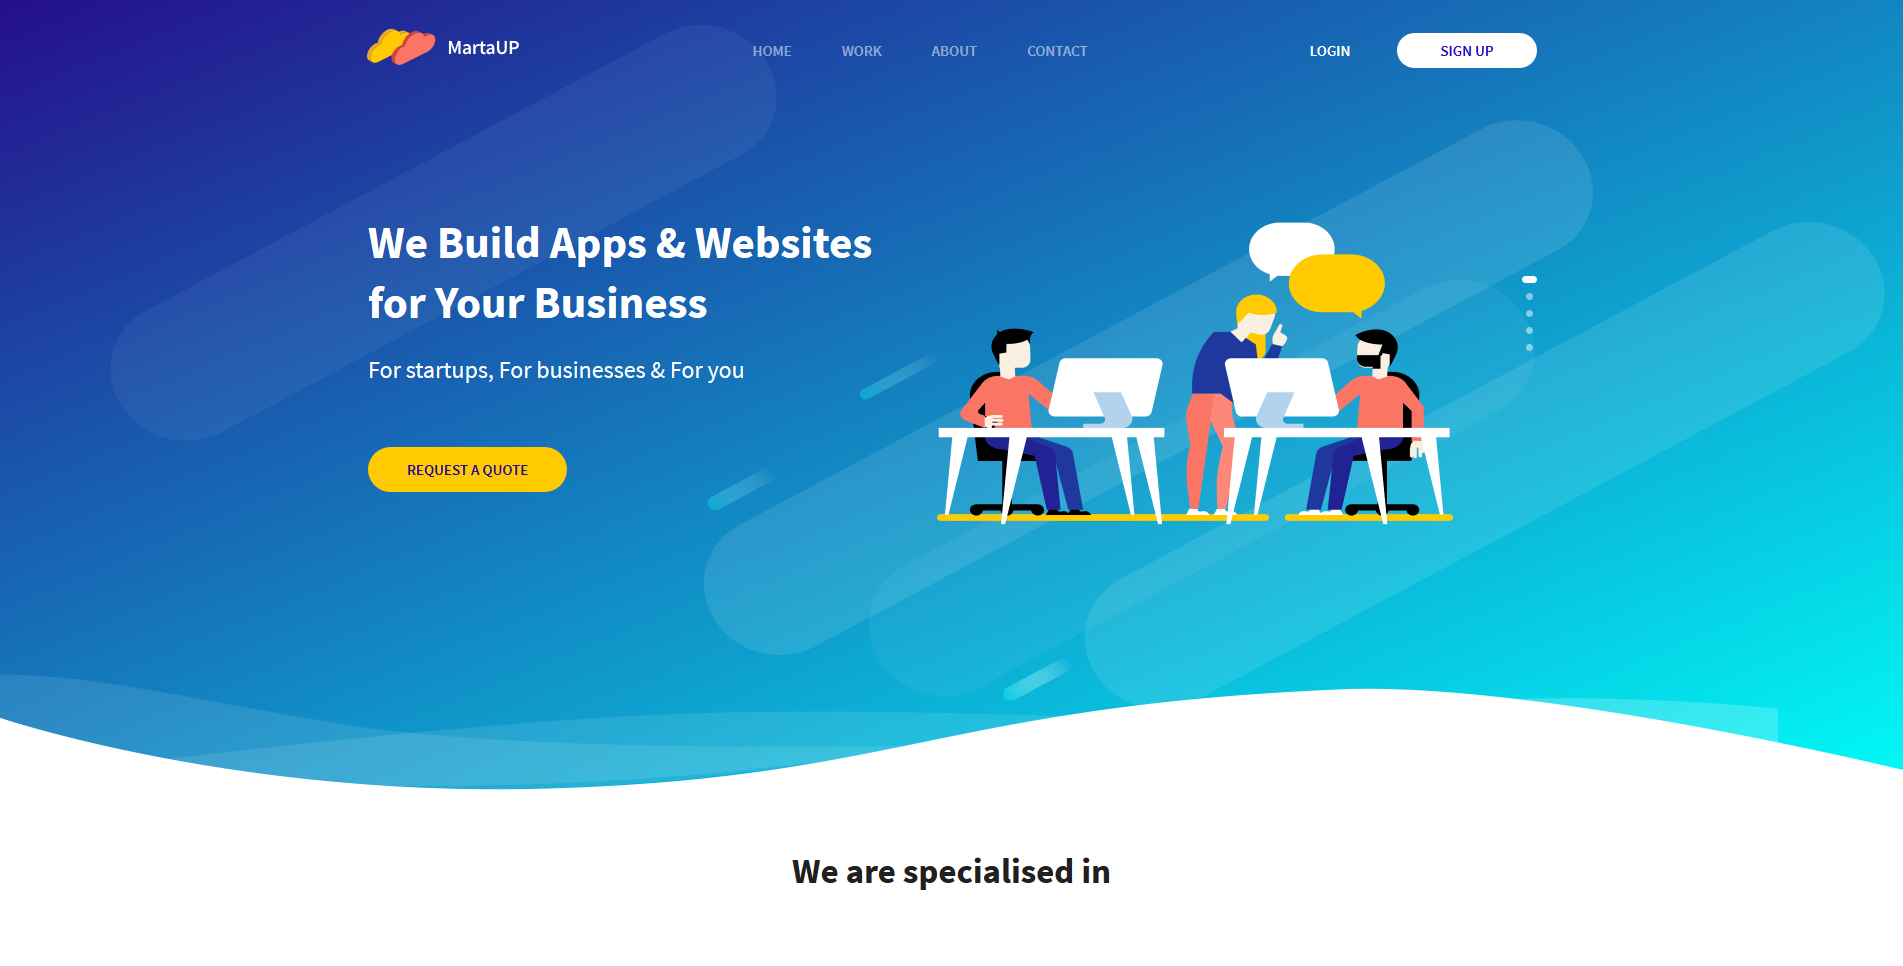 MartaUP
HOME WORK ABOUT CONTACT
LOGIN
SIGN UP
We Build Apps & Websites
for Your Business
For startups, For businesses & For you
REQUEST A QUOTE
We are specialised in